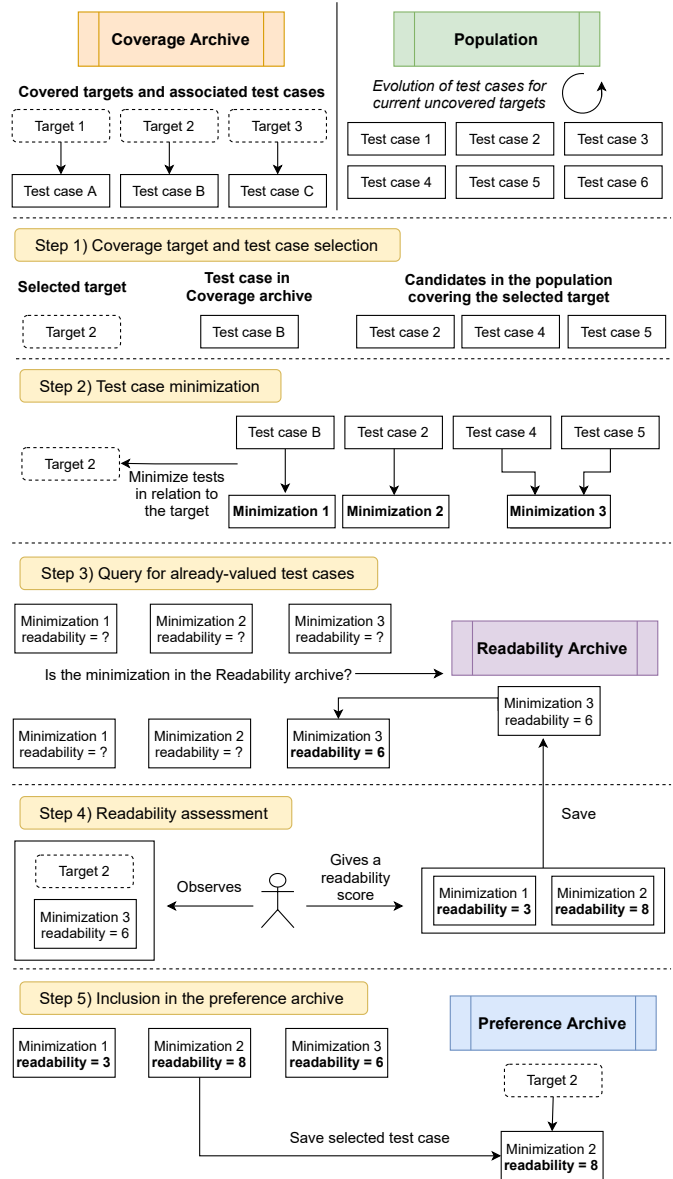 Coverage Archive
Population
Covered targets and associated test cases
Evolution of test cases for
current uncovered targets
Target 1
Target 2
Target 3
Test case A
Test case B
Test case C
Test case 1
Test case 2
Test case 3
Test case 4
Test case 5
Test case 6
Step 1) Coverage target and test case selection
Selected target
Test case in
Coverage archive
Candidates in the population
covering the selected target
Target 2
Test case B
Test case 2
Test case 4
Test case 5
Step 2) Test case minimization
Test case B
Test case 2
Test case 4
Test case 5
Target 2
Minimize tests
in relation to
the target
Minimization 1
Minimization 2
Minimization 3
Step 3) Query for already-valued test cases
Minimization 1
readability = ?
Minimization 2
readability = ?
Minimization 3
readability = ?
Readability Archive
Is the minimization in the Readability archive?
Minimization 3
readability = 6
Minimization 1
readability = ?
Minimization 2
readability = ?
Minimization 3
readability = 6
Step 4) Readability assessment
Save
Target 2
Minimization 3
readability = 6
Observes
Gives a
readability
score
Minimization 1
readability = 3
Minimization 2
readability = 8
Step 5) Inclusion in the preference archive
Preference Archive
Minimization 1
readability = 3
Minimization 2
readability = 8
Minimization 3
readability = 6
Target 2
Save selected test case
Minimization 2
readability = 8